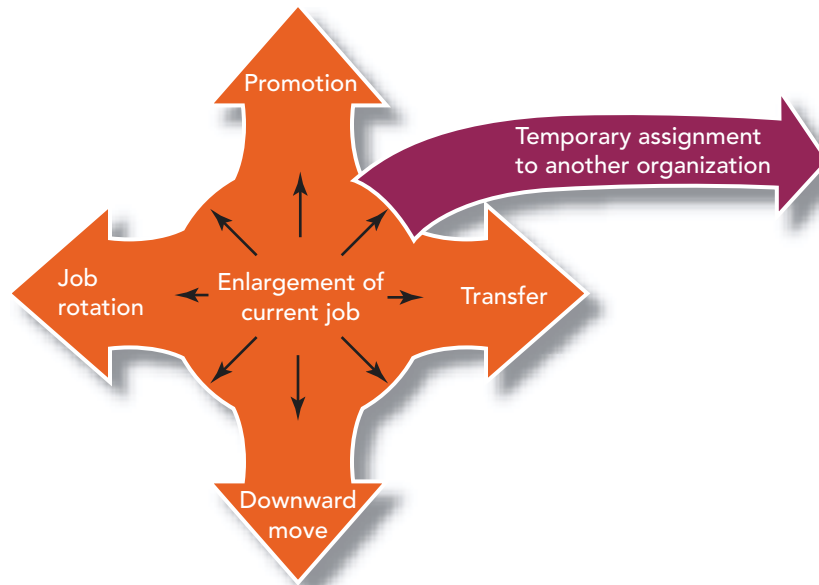 Promotion
Temporary assignment
to another organization
Job
rotation
Enlargement of
current job
Transfer
Downward
move